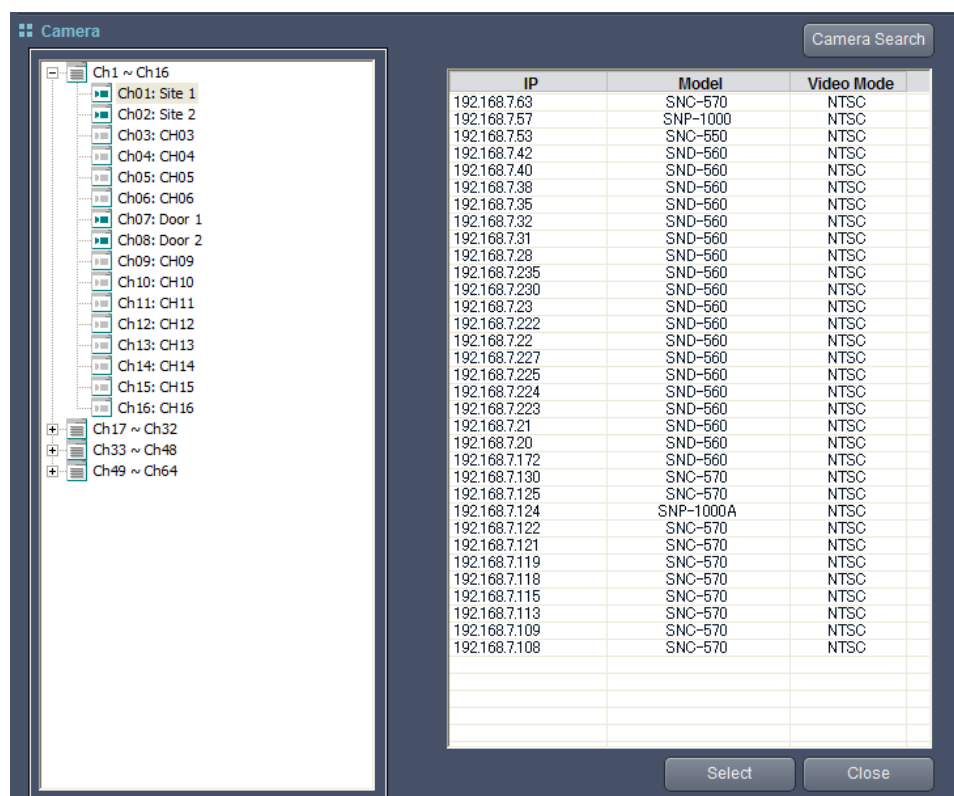 Camera
Camera Search
Ch1 ~ Ch16
Ch01: Site 1
Ch02: Site 2
Ch03: CH03
Ch04: CH04
Ch05: CH05
Ch06: CH06
Ch07: Door 1
Ch08: Door 2
Ch09: CH09
Ch10: CH10
Ch11: CH11
Ch12: CH12
Ch13: CH13
Ch14: CH14
Ch15: CH15
Ch16: CH16
Ch17 ~ Ch32
Ch33 ~ Ch48
Ch49 ~ Ch64
IP Model Video Mode
192.168.7.63 SNC-570 NTSC
192.168.7.57 SNP-1000 NTSC
192.168.7.53 SNC-550 NTSC
192.168.7.42 SND-560 NTSC
192.168.7.40 SND-560 NTSC
192.168.7.38 SND-560 NTSC
192.168.7.35 SND-560 NTSC
192.168.7.32 SND-560 NTSC
192.168.7.31 SND-560 NTSC
192.168.7.28 SND-560 NTSC
192.168.7.235 SND-560 NTSC
192.168.7.230 SND-560 NTSC
192.168.7.23 SND-560 NTSC
192.168.7.222 SND-560 NTSC
192.168.7.22 SND-560 NTSC
192.168.7.227 SND-560 NTSC
192.168.7.225 SND-560 NTSC
192.168.7.224 SND-560 NTSC
192.168.7.223 SND-560 NTSC
192.168.7.21 SND-560 NTSC
192.168.7.20 SND-560 NTSC
192.168.7.172 SND-560 NTSC
192.168.7.130 SNC-570 NTSC
192.168.7.125 SNC-570 NTSC
192.168.7.124 SNP-1000A NTSC
192.168.7.122 SNC-570 NTSC
192.168.7.121 SNC-570 NTSC
192.168.7.119 SNC-570 NTSC
192.168.7.118 SNC-570 NTSC
192.168.7.115 SNC-570 NTSC
192.168.7.113 SNC-570 NTSC
192.168.7.109 SNC-570 NTSC
192.168.7.108 SNC-570 NTSC
Select
Close